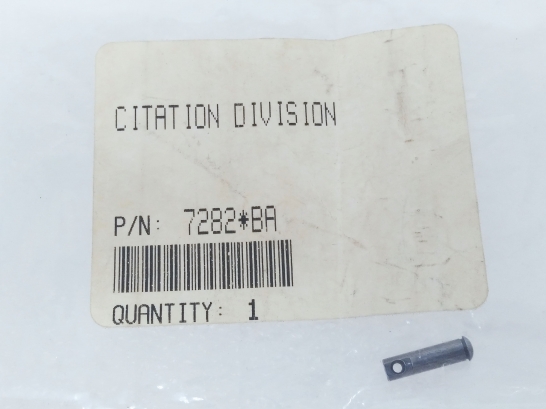 CITATION DIVISION
P/N: 7282*BA
QUANTITY: 1